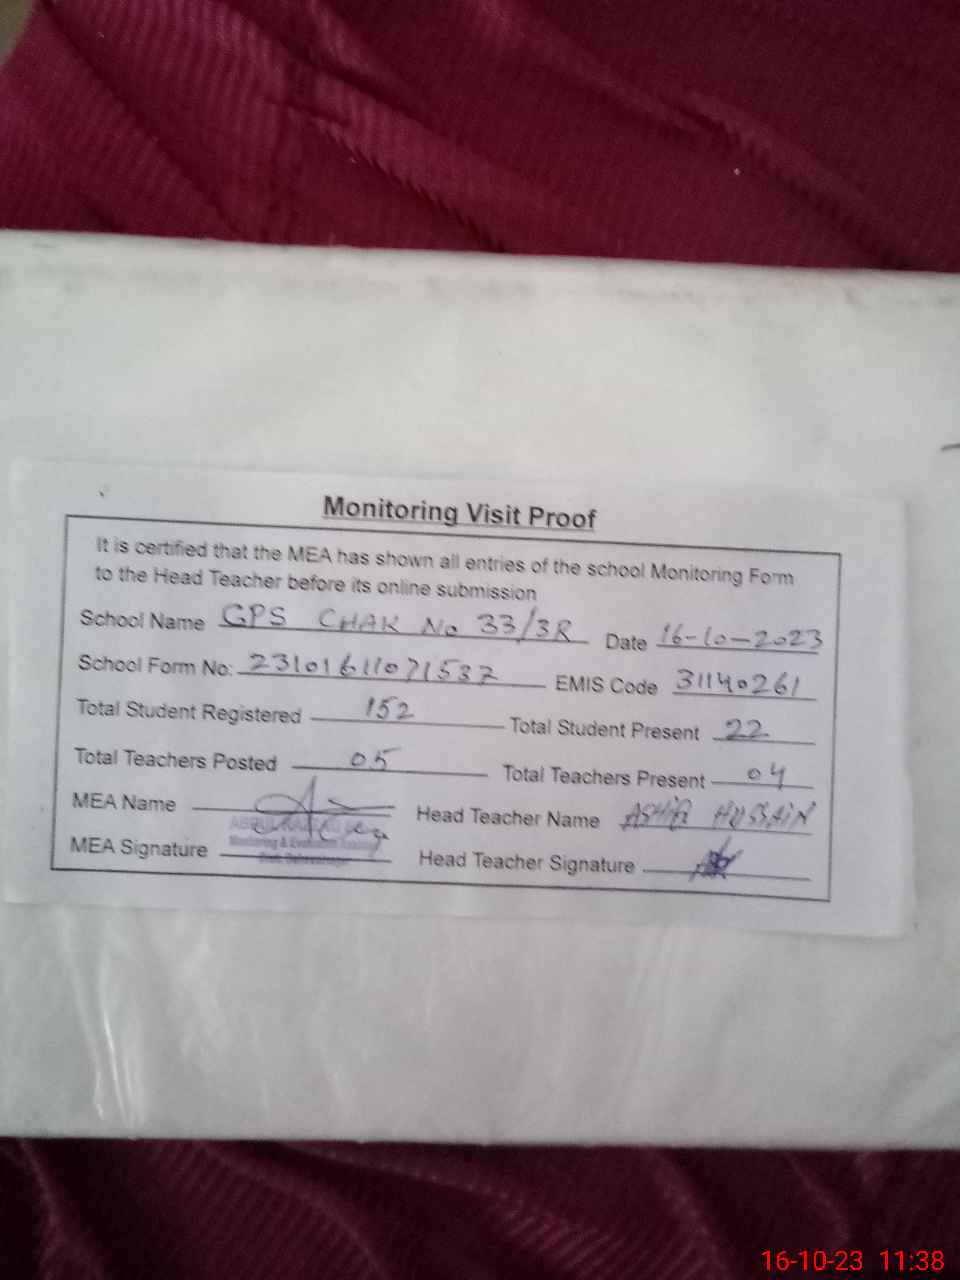 Monitoring Visit Proof
It is certified that the MEA has shown all entries of the school Monitoring Form
to the Head Teacher before its online submission
School Name GPS CHAK No 33/3R Date 16-10-2023
School Form No: 23101611071537 EMIS Code 31140261
Total Student Registered 152 Total Student Present 22
Total Teachers Posted 05 Total Teachers Present 04
MEA Name Head Teacher Name ASHIQ HUSSAIN
Monitoring & Evaluation
MEA Signature Head Teacher Signature
16-10-23 11:38